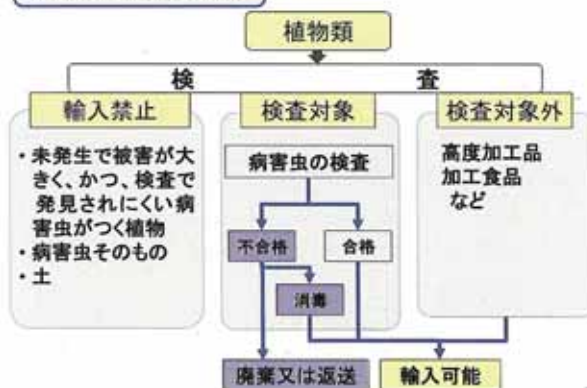 植物類
検 査
輸入禁止
・未発生で被害が大
きく、かつ、検査で
発見されにくい病
害虫がつく植物
・病害虫そのもの
・土
検査対象
病害虫の検査
不合格
合格
消毒
検査対象外
高度加工品
加工食品
など
廃棄又は返送
輸入可能